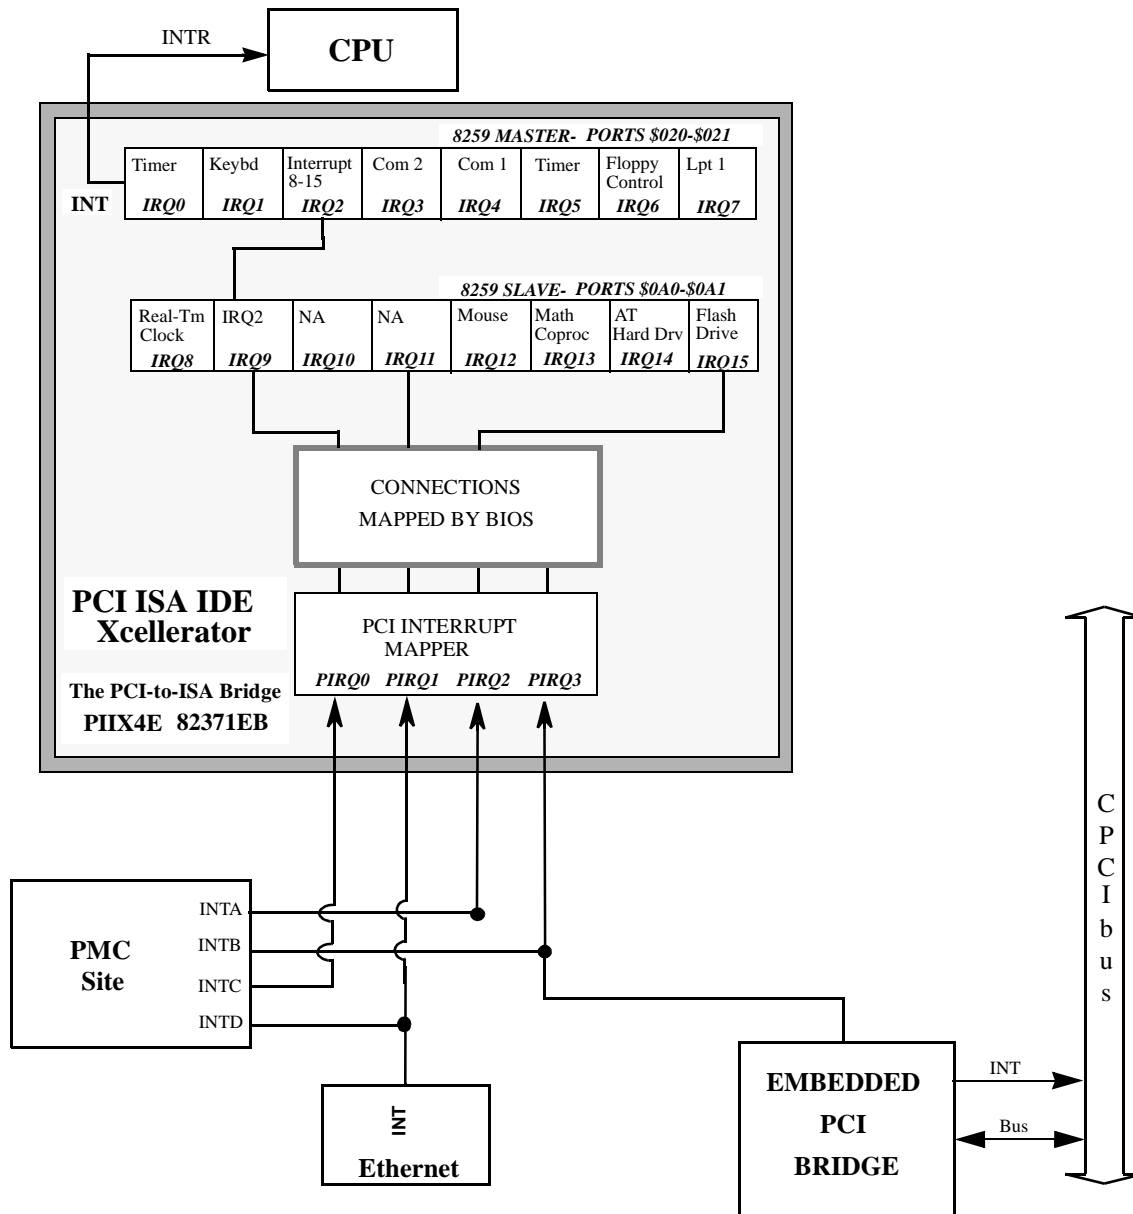 INTR
CPU
8259 MASTER- PORTS $020-$021
Timer
IRQ0
Keybd
IRQ1
Interrupt
8-15
IRQ2
Com 2
IRQ3
Com 1
IRQ4
Timer
IRQ5
Floppy
Control
IRQ6
Lpt 1
IRQ7
INT
8259 SLAVE- PORTS $0A0-$0A1
Real-Tm
Clock
IRQ8
IRQ2
IRQ9
NA
IRQ10
NA
IRQ11
Mouse
IRQ12
Math
Coproc
IRQ13
AT
Hard Drv
IRQ14
Flash
Drive
IRQ15
CONNECTIONS
MAPPED BY BIOS
PCI ISA IDE
Xcellerator
PCI INTERRUPT
MAPPER
PIRQ0 PIRQ1 PIRQ2 PIRQ3
The PCI-to-ISA Bridge
PIIX4E 82371EB
CPCIbus
PMC
Site
INTA
INTB
INTC
INTD
INT
Ethernet
EMBEDDED
PCI
BRIDGE
INT
Bus